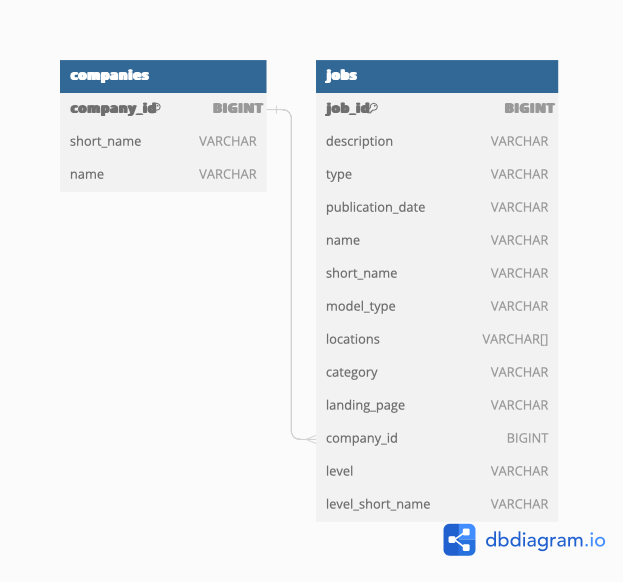 companies
company_id BIGINT
short_name VARCHAR
name VARCHAR
jobs
job_id BIGINT
description VARCHAR
type VARCHAR
publication_date VARCHAR
name VARCHAR
short_name VARCHAR
model_type VARCHAR
locations VARCHAR[]
category VARCHAR
landing_page VARCHAR
company_id BIGINT
level VARCHAR
level_short_name VARCHAR
dbdiagram.io